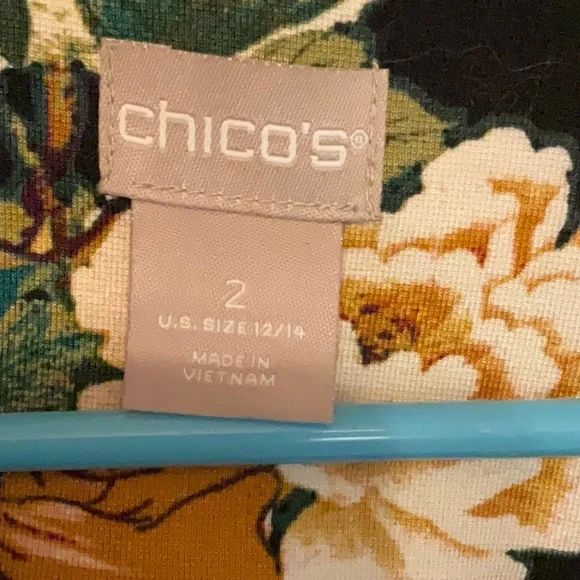 chico's®
2
U.S. SIZE 12/14
MADE IN
VIETNAM